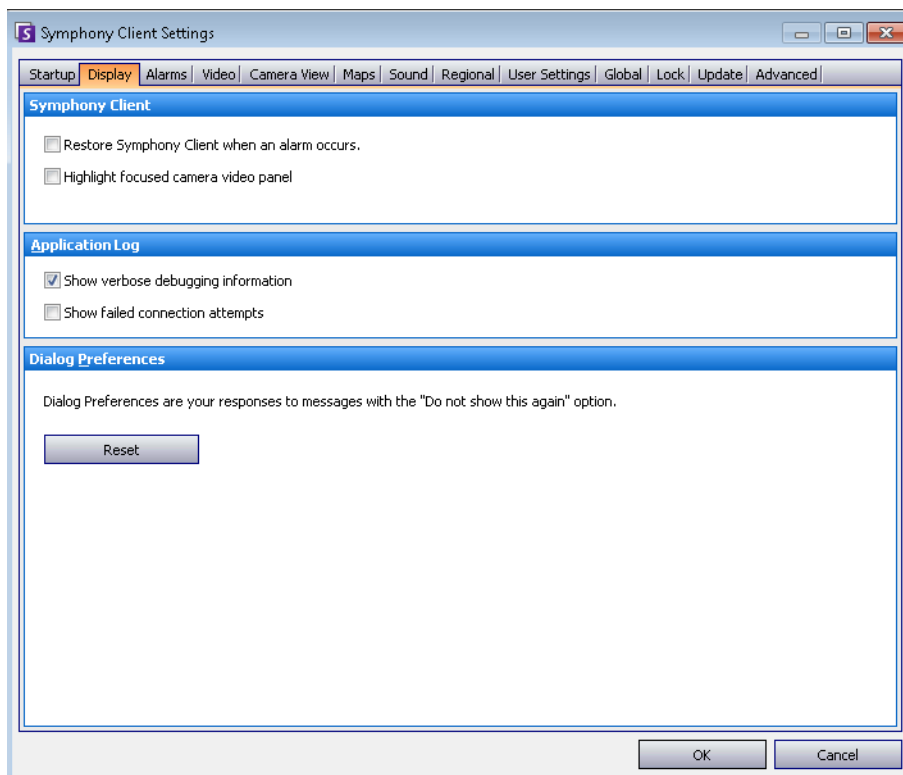 Symphony Client Settings
Startup Display Alarms Video Camera View Maps Sound Regional User Settings Global Lock Update Advanced
Symphony Client
Restore Symphony Client when an alarm occurs.
Highlight focused camera video panel
Application Log
Show verbose debugging information
Show failed connection attempts
Dialog Preferences
Dialog Preferences are your responses to messages with the "Do not show this again" option.
Reset
OK Cancel